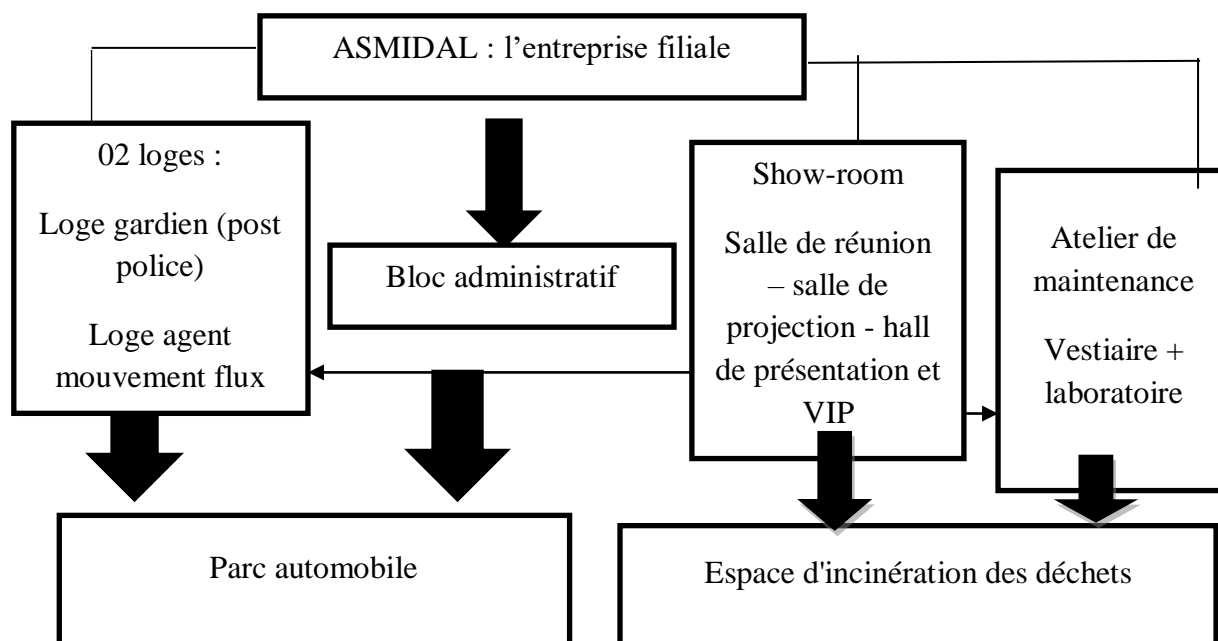 ASMIDAL : l'entreprise filiale
02 loges :
Loge gardien (post
police)
Loge agent
mouvement flux
Bloc administratif
Show-room
Salle de réunion
– salle de
projection - hall
de présentation et
VIP
Atelier de
maintenance
Vestiaire +
laboratoire
Parc automobile
Espace d'incinération des déchets